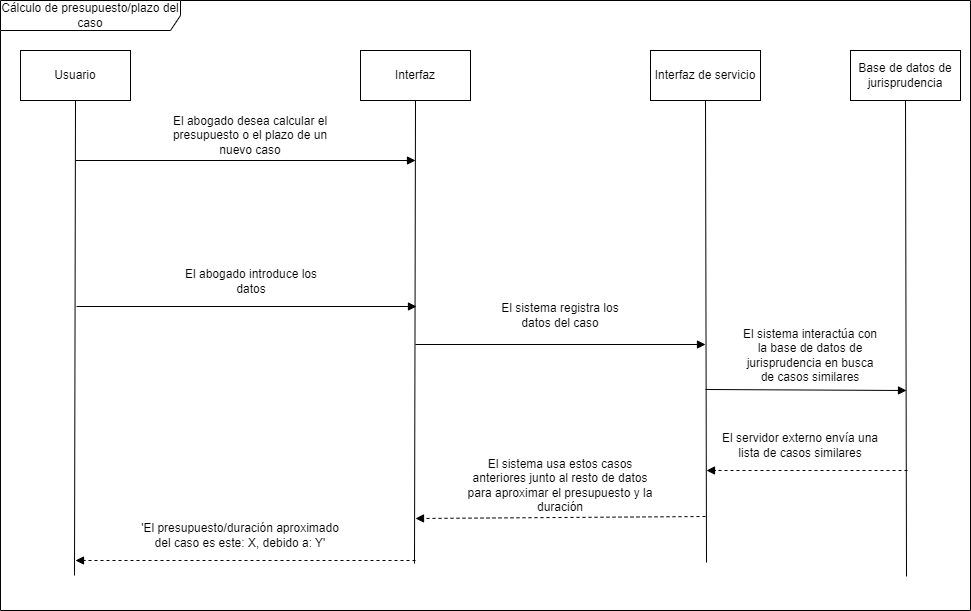 Cálculo de presupuesto/plazo del
caso
Usuario
Interfaz
Interfaz de servicio
Base de datos de
jurisprudencia
El abogado desea calcular el
presupuesto o el plazo de un
nuevo caso
El abogado introduce los
datos
El sistema registra los
datos del caso
El sistema interactúa con
la base de datos de
jurisprudencia en busca
de casos similares
El servidor externo envía una
lista de casos similares
El sistema usa estos casos
anteriores junto al resto de datos
para aproximar el presupuesto y la
duración
'El presupuesto/duración aproximado
del caso es este: X, debido a: Y'